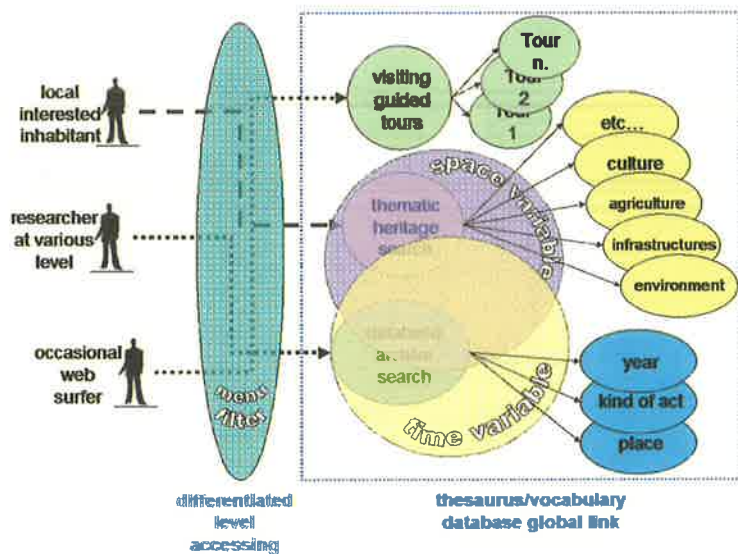 local
interested
inhabitant
researcher
at various
level
occasional
web
surfer
menu
filter
differentiated
level
accessing
visiting
guided
tours
Tour
n.
Tour
2
Tour
1
space variable
thematic
heritage
search
etc...
culture
agriculture
infrastructures
environment
search
time variable
year
kind of act
place
thesaurus/vocabulary
database global link